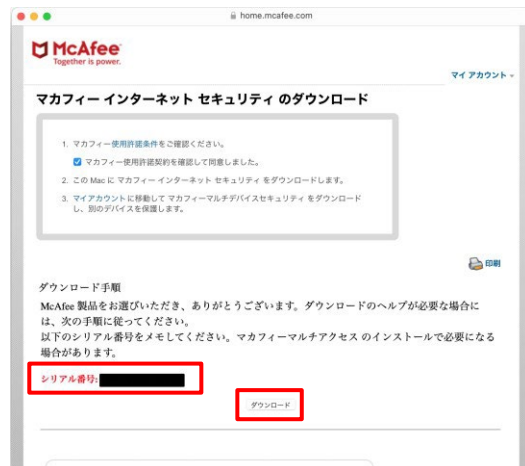 home.mcafee.com
McAfee
Together is power.
マイ アカウント
マカフィー インターネット セキュリティ のダウンロード
1. マカフィー使用許諾条件をご確認ください。
マカフィー使用許諾契約を確認して同意しました。
2. この Mac に マカフィー インターネット セキュリティ をダウンロードします。
3. マイアカウントに移動して マカフィーマルチデバイスセキュリティ をダウンロード
し、別のデバイスを保護します。
印刷
ダウンロード手順
McAfee 製品をお選びいただき、ありがとうございます。ダウンロードのヘルプが必要な場合に
は、次の手順に従ってください。
以下のシリアル番号をメモしてください。マカフィーマルチアクセス のインストールで必要になる
場合があります。
シリアル番号:
ダウンロード